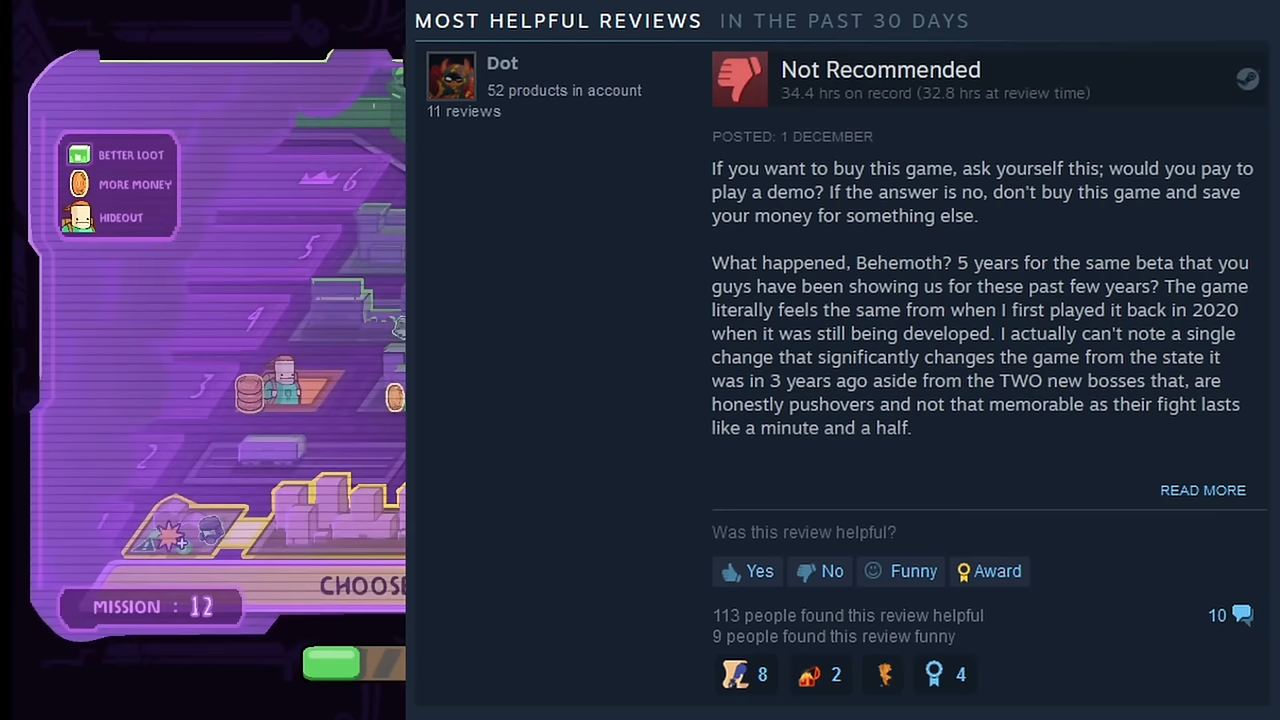 MOST HELPFUL REVIEWS IN THE PAST 30 DAYS
Dot
52 products in account
11 reviews
Not Recommended
34.4 hrs on record (32.8 hrs at review time)
POSTED: 1 DECEMBER
If you want to buy this game, ask yourself this; would you pay to
play a demo? If the answer is no, don't buy this game and save
your money for something else.
What happened, Behemoth? 5 years for the same beta that you
guys have been showing us for these past few years? The game
literally feels the same from when I first played it back in 2020
when it was still being developed. I actually can't note a single
change that significantly changes the game from the state it
was in 3 years ago aside from the TWO new bosses that, are
honestly pushovers and not that memorable as their fight lasts
like a minute and a half.
READ MORE
Was this review helpful?
Yes No Funny Award
113 people found this review helpful
10
9 people found this review funny
8 2 4
BETTER LOOT
MORE MONEY
HIDEOUT
6
5
4
3
2
1
CHOOSE
MISSION : 12